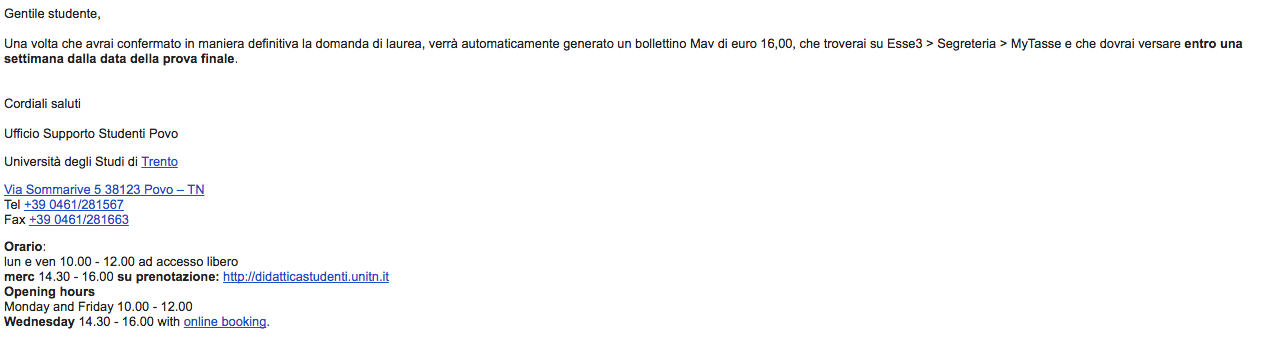 Gentile studente,
Una volta che avrai confermato in maniera definitiva la domanda di laurea, verrà automaticamente generato un bollettino Mav di euro 16,00, che troverai su Esse3 > Segreteria > MyTasse e che dovrai versare entro una
settimana dalla data della prova finale.
Cordiali saluti
Ufficio Supporto Studenti Povo
Università degli Studi di Trento
Via Sommarive 5 38123 Povo – TN
Tel +39 0461/281567
Fax +39 0461/281663
Orario:
lun e ven 10.00 - 12.00 ad accesso libero
merc 14.30 - 16.00 su prenotazione: http://didatticastudenti.unitn.it
Opening hours
Monday and Friday 10.00 - 12.00
Wednesday 14.30 - 16.00 with online booking.